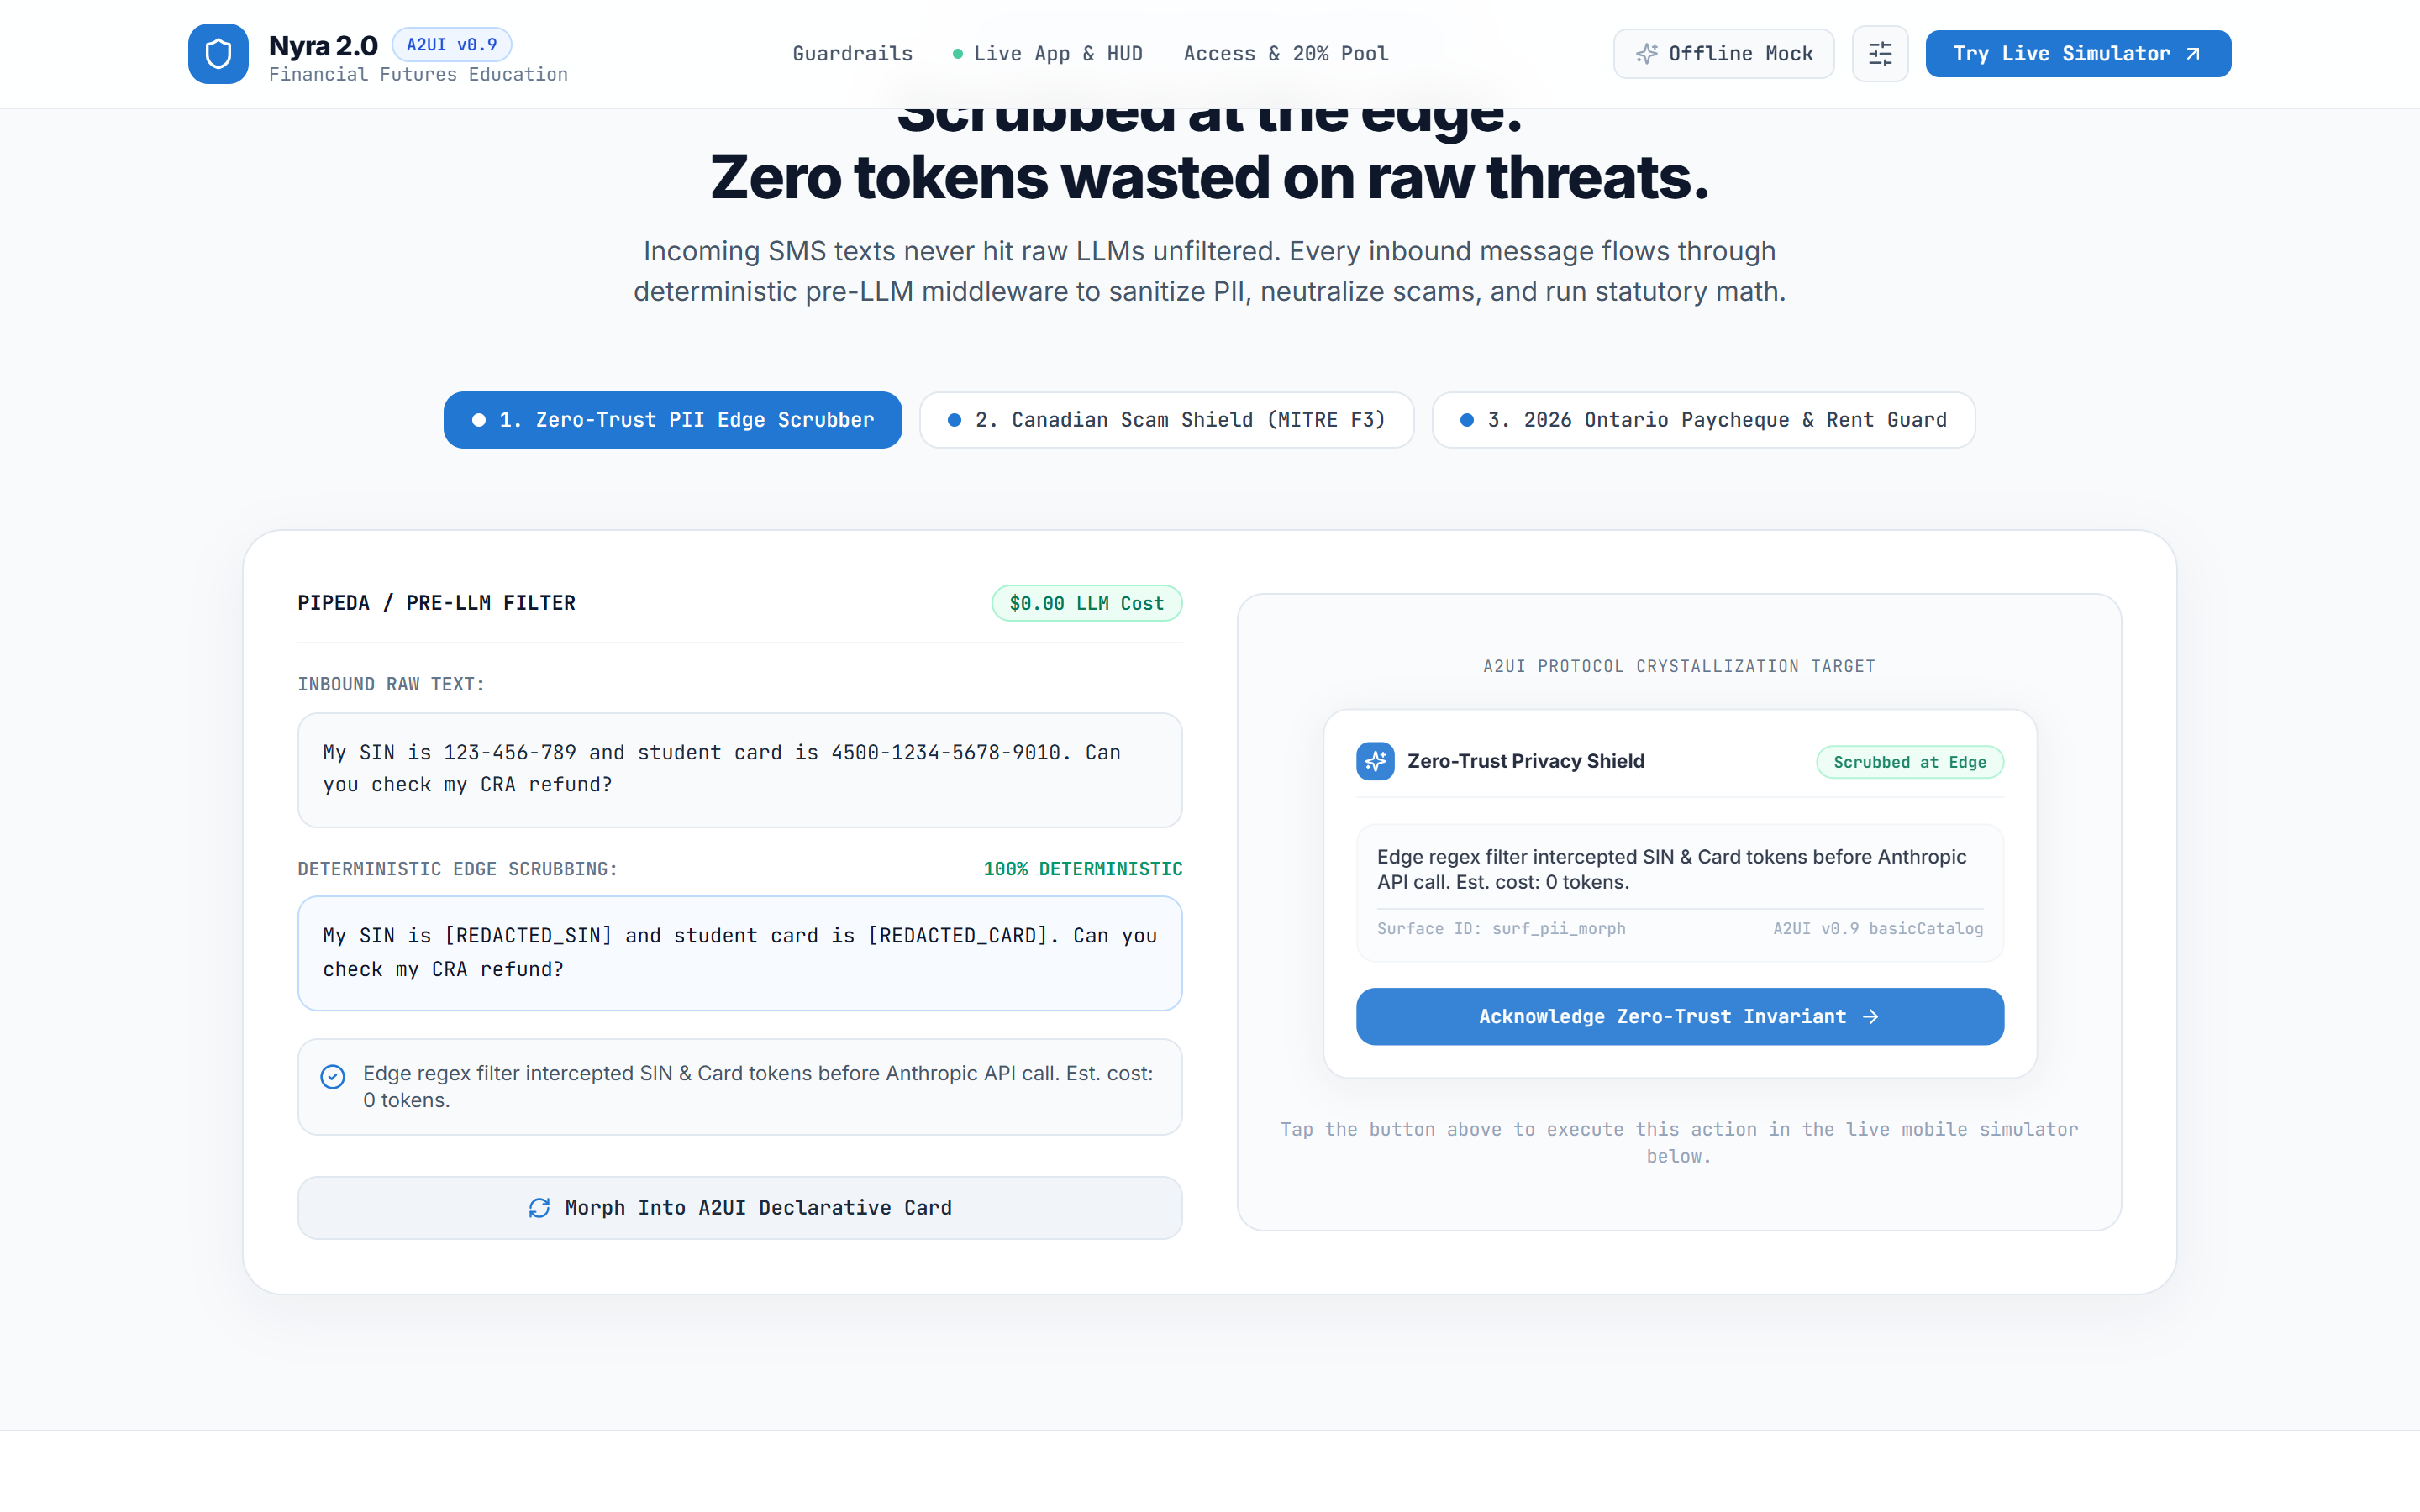 Nyra 2.0
A2UI v0.9
Financial Futures Education
Guardrails
Live App & HUD
Access & 20% Pool
Offline Mock
Try Live Simulator
Scrubbed at the edge.
Zero tokens wasted on raw threats.
Incoming SMS texts never hit raw LLMs unfiltered. Every inbound message flows through
deterministic pre-LLM middleware to sanitize PII, neutralize scams, and run statutory math.
1. Zero-Trust PII Edge Scrubber
2. Canadian Scam Shield (MITRE F3)
3. 2026 Ontario Paycheque & Rent Guard
PIPEDA / PRE-LLM FILTER
$0.00 LLM Cost
INBOUND RAW TEXT:
My SIN is 123-456-789 and student card is 4500-1234-5678-9010. Can
you check my CRA refund?
DETERMINISTIC EDGE SCRUBBING:
100% DETERMINISTIC
My SIN is [REDACTED_SIN] and student card is [REDACTED_CARD]. Can you
check my CRA refund?
Edge regex filter intercepted SIN & Card tokens before Anthropic API call. Est. cost:
0 tokens.
Morph Into A2UI Declarative Card
A2UI PROTOCOL CRYSTALLIZATION TARGET
Zero-Trust Privacy Shield
Scrubbed at Edge
Edge regex filter intercepted SIN & Card tokens before Anthropic
API call. Est. cost: 0 tokens.
Surface ID: surf_pii_morph
A2UI v0.9 basicCatalog
Acknowledge Zero-Trust Invariant
Tap the button above to execute this action in the live mobile simulator
below.